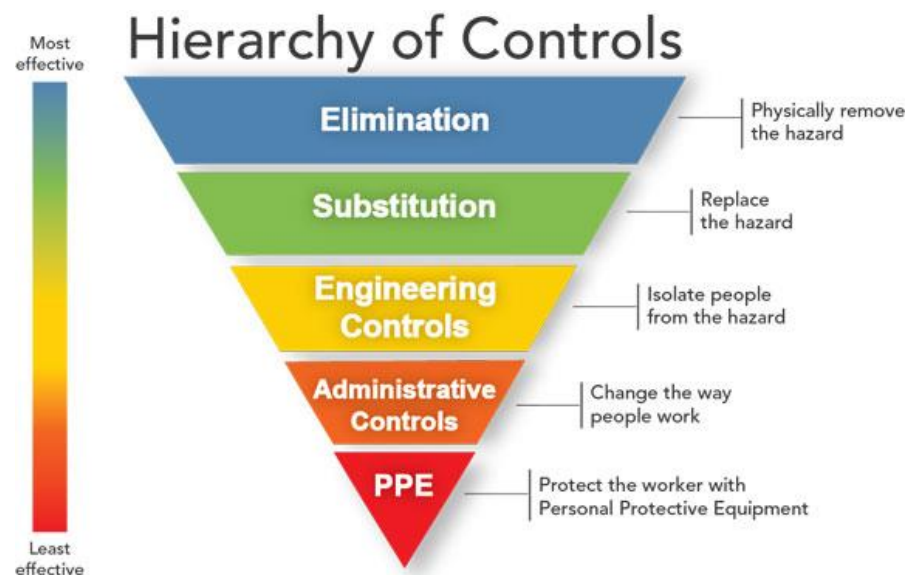 Hierarchy of Controls
Most
effective
Elimination
Physically remove
the hazard
Substitution
Replace
the hazard
Engineering
Controls
Isolate people
from the hazard
Administrative
Controls
Change the way
people work
PPE
Protect the worker with
Personal Protective Equipment
Least
effective